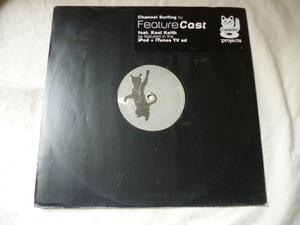 Channel Surfing by
FeatureCast
feat. Kool Keith
as featured in the
iPod + iTunes TV ad
:projects